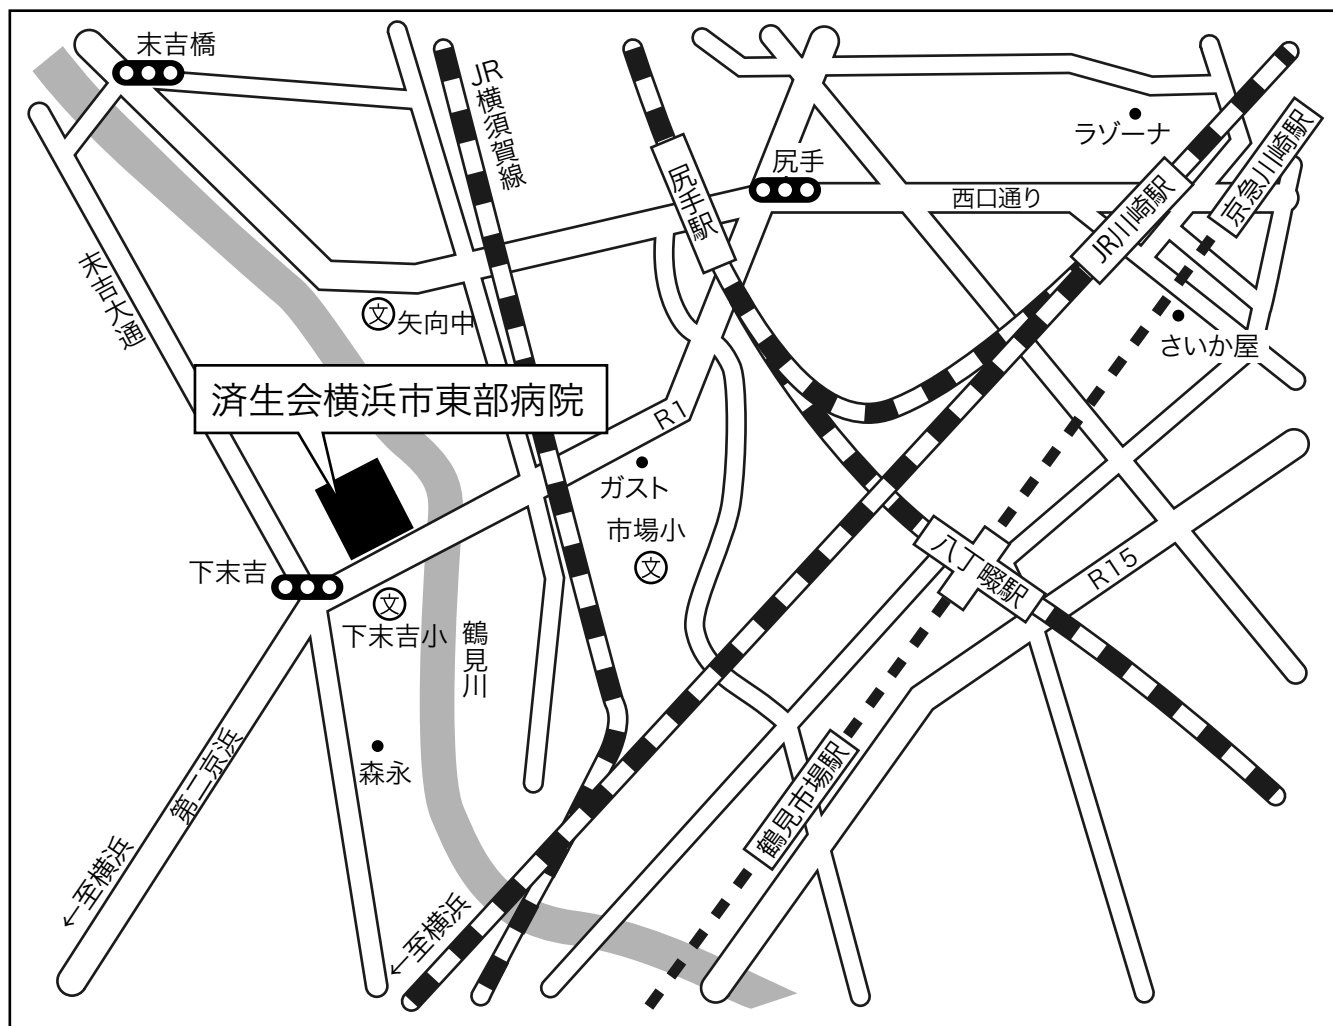 末吉橋
JR横須賀線
尻手駅
尻手
ラゾーナ
京急川崎駅
西口通り
JR川崎駅
末吉大通
文
矢向中
さいか屋
済生会横浜市東部病院
R1
ガスト
市場小
文
八丁畷駅
R15
下末吉
文
下末吉小
鶴見川
森永
第二京浜
鶴見市場駅
←至横浜
←至横浜